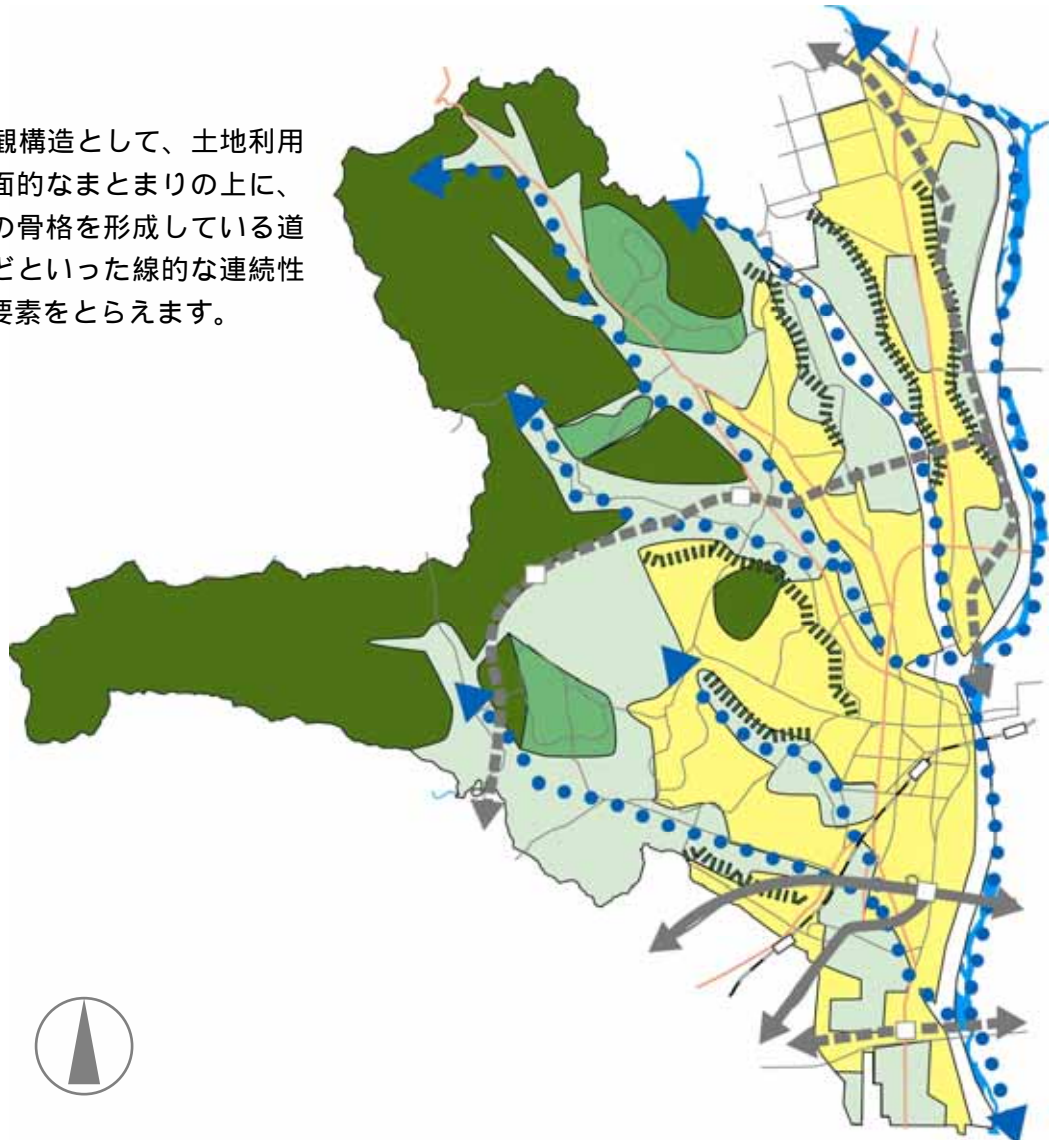 観構造として、土地利用
面的なまとまりの上に、
の骨格を形成している道
どといった線的な連続性
要素をとらえます。